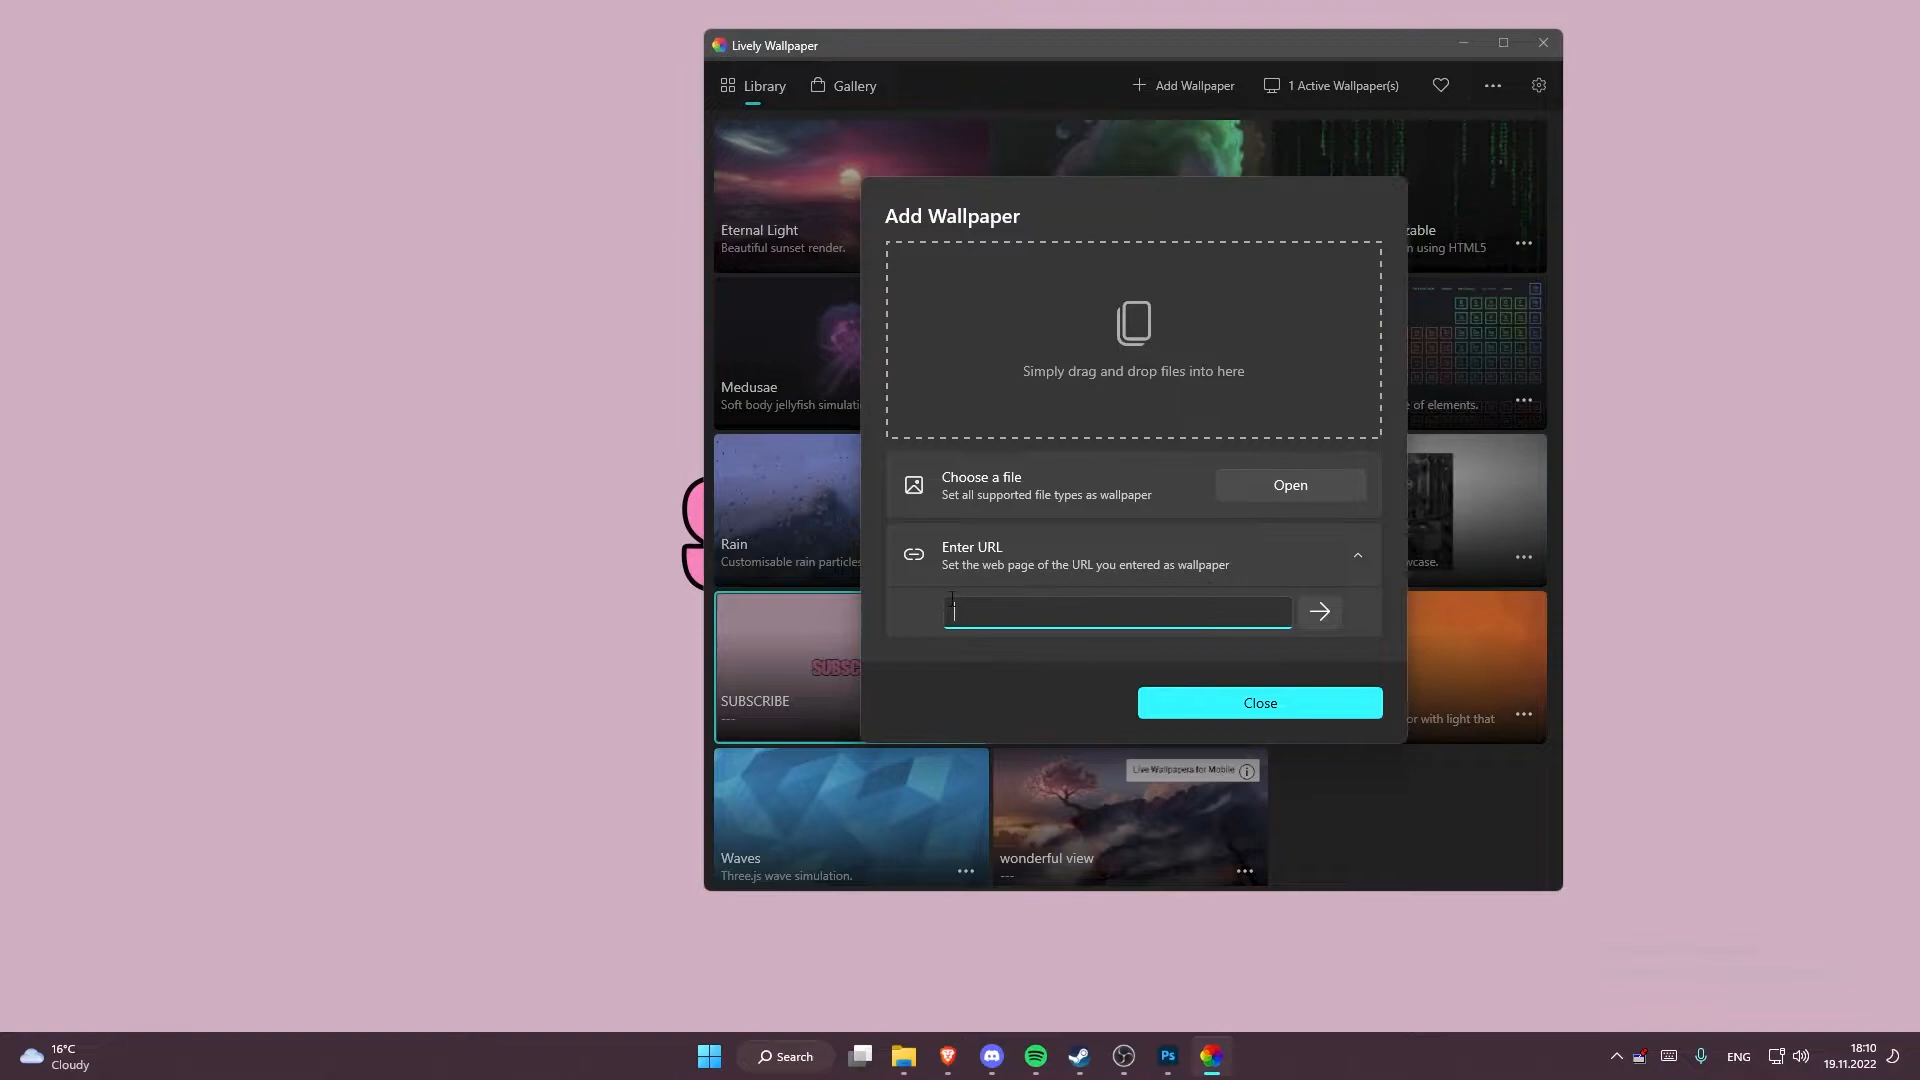 Lively Wallpaper
Library
Gallery
Add Wallpaper
1 Active Wallpaper(s)
Eternal Light
Beautiful sunset render.
zable
n using HTML5
Add Wallpaper
Simply drag and drop files into here
Medusae
Soft body jellyfish simulati
e of elements.
Choose a file
Set all supported file types as wallpaper
Open
Rain
Customisable rain particles
wcase.
Enter URL
Set the web page of the URL you entered as wallpaper
SUBSC
SUBSCRIBE
---
or with light that
Close
Live Wallpapers for Mobile
Waves
Three.js wave simulation.
wonderful view
---
16°C
Cloudy
Search
Ps
ENG
18:10
19.11.2022